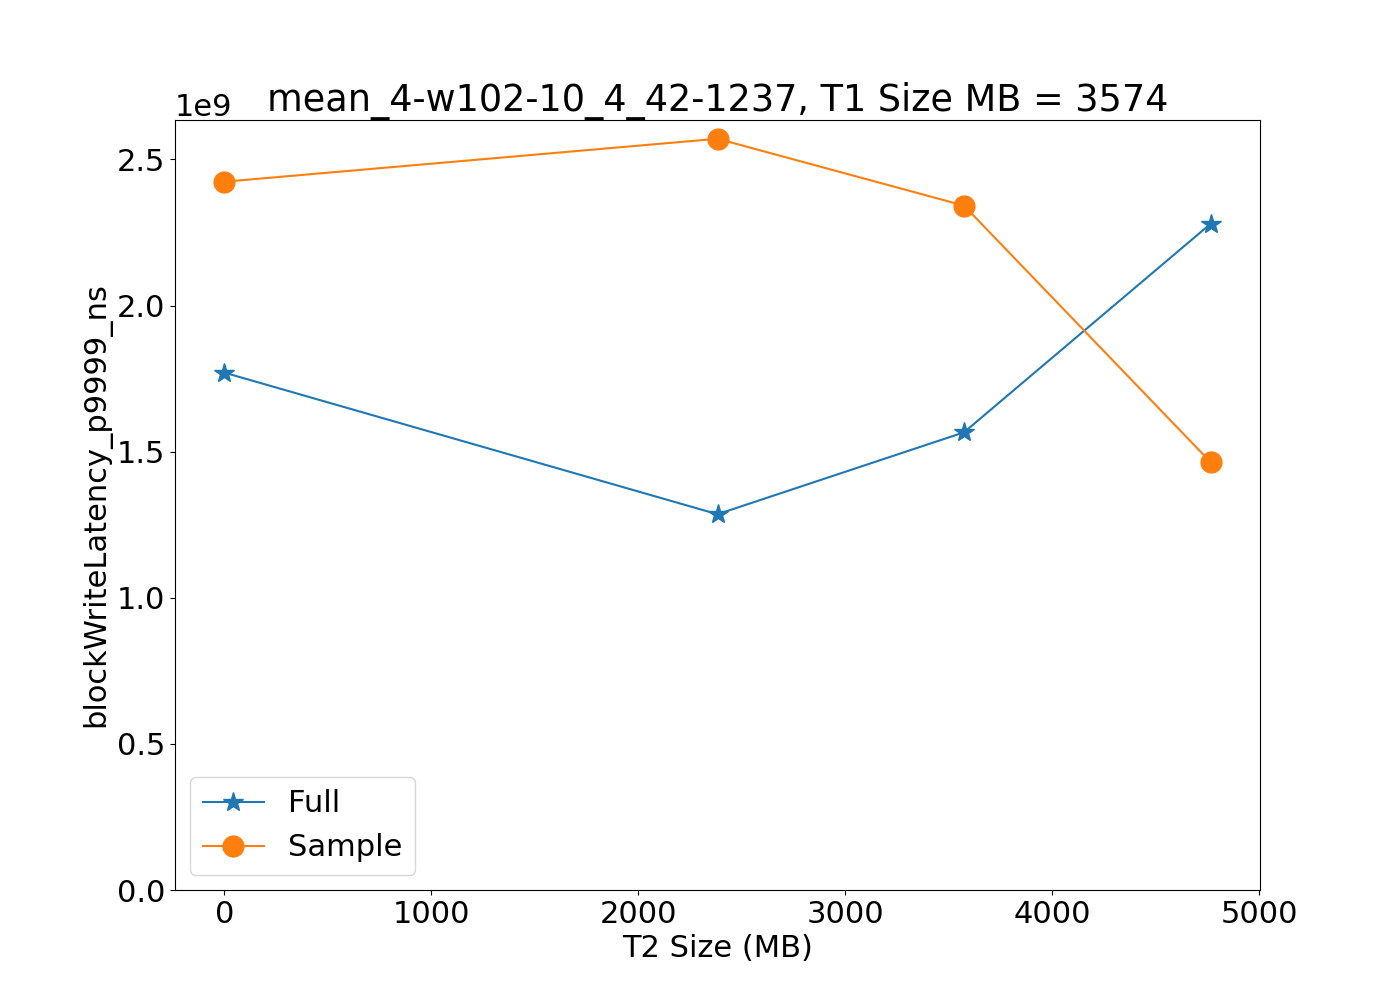 mean_4-w102-10_4_42-1237, T1 Size MB = 3574
1e9
2.5
2.0
1.5
1.0
0.5
0.0
blockWriteLatency_p9999_ns
Full
Sample
0 1000 2000 3000 4000 5000
T2 Size (MB)